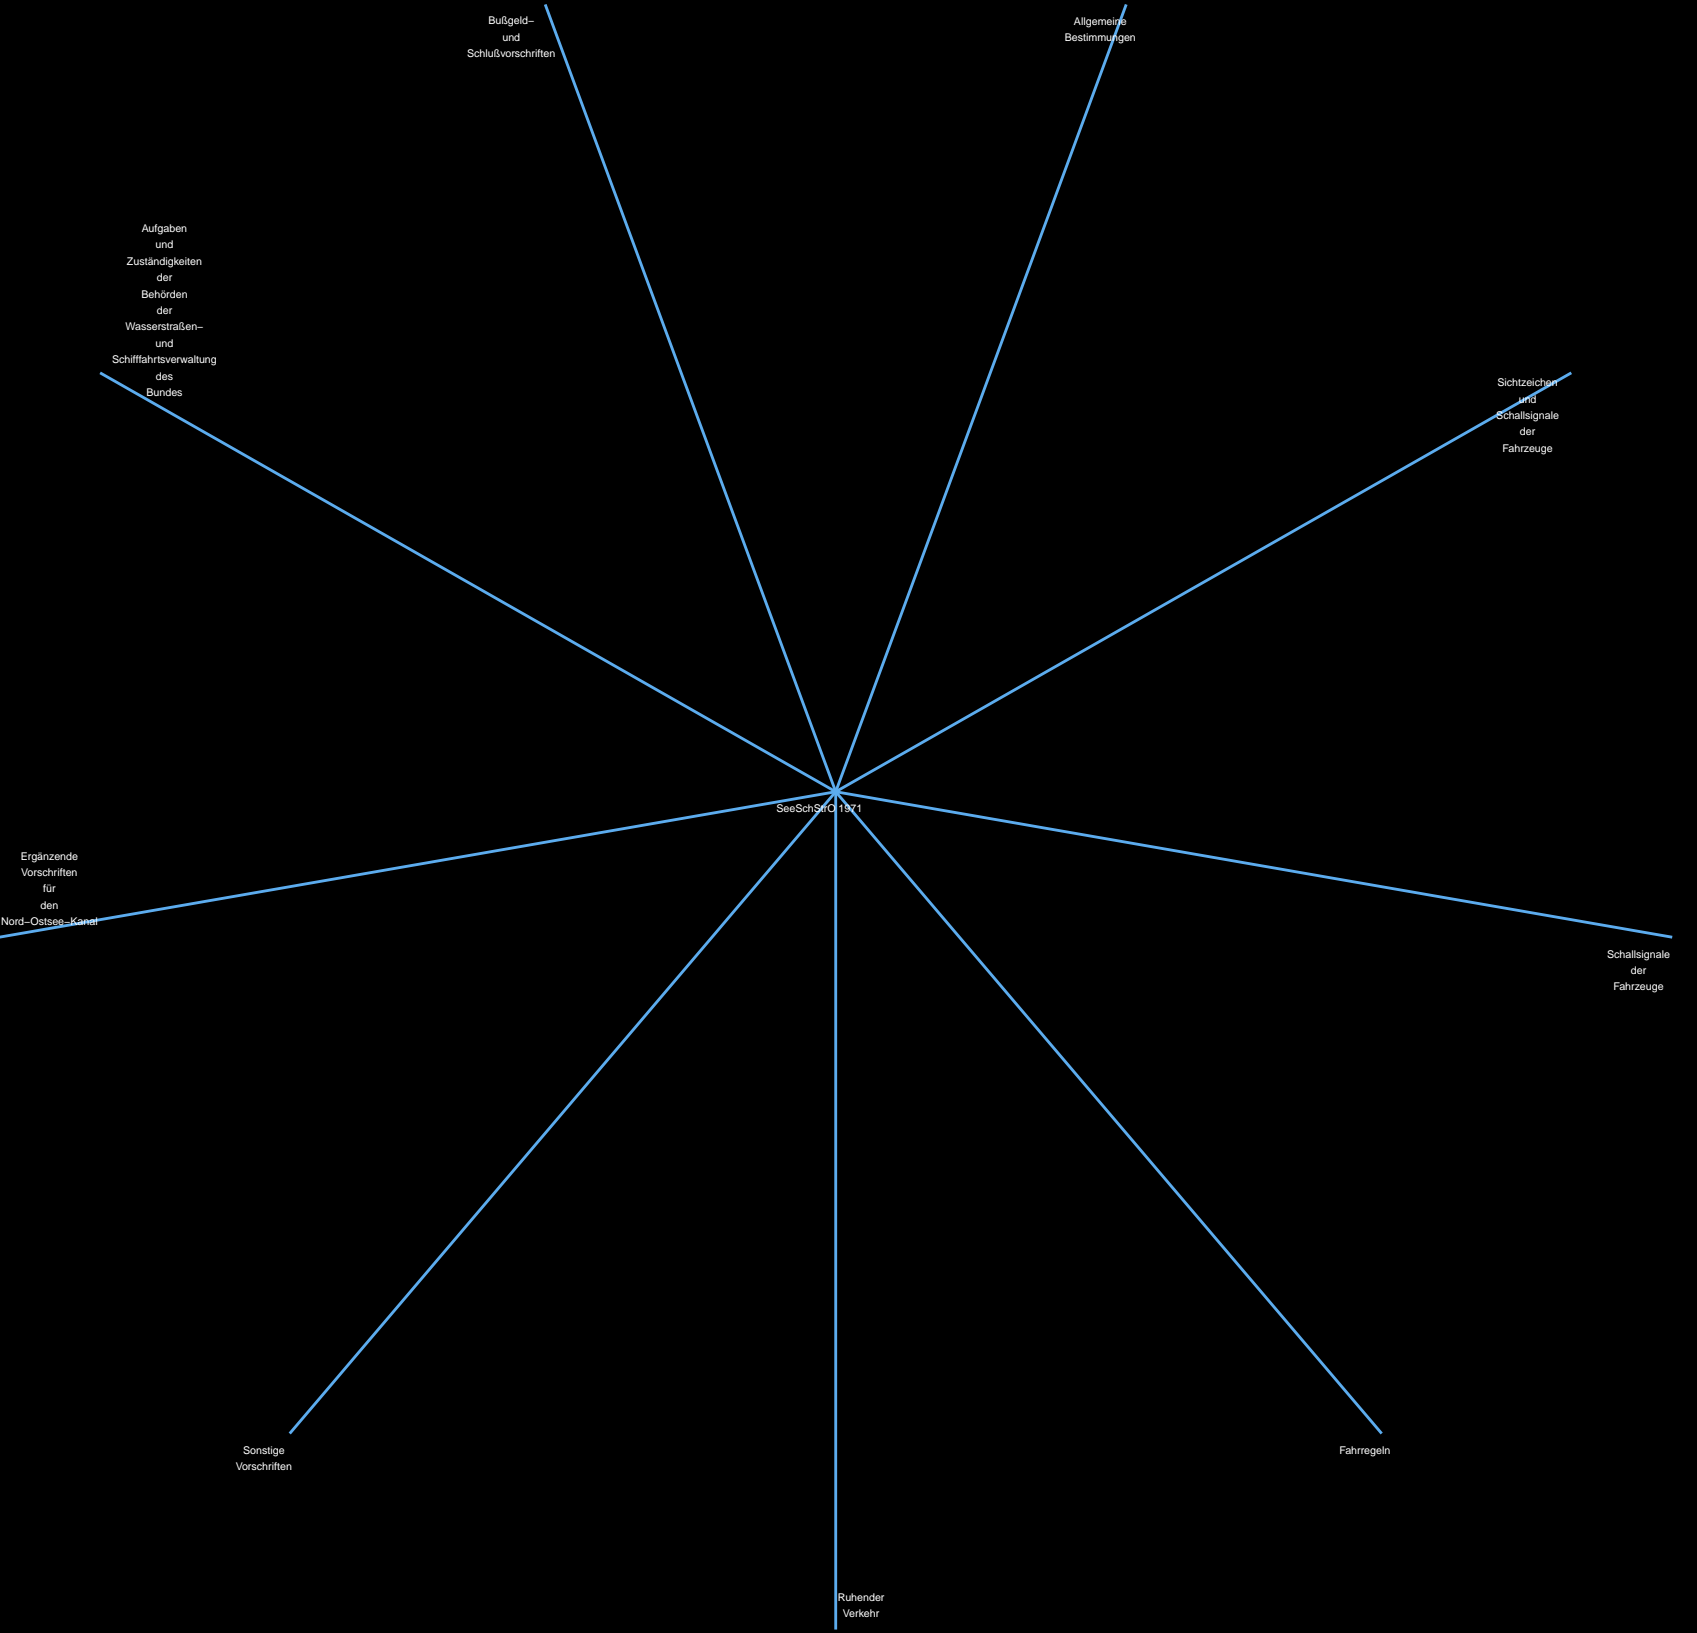 Bußgeld–
und
Schlußvorschriften
Allgemeine
Bestimmungen
Aufgaben
und
Zuständigkeiten
der
Behörden
der
Wasserstraßen–
und
Schifffahrtsverwaltung
des
Bundes
Sichtzeichen
und
Schallsignale
der
Fahrzeuge
SeeSchStrO 1971
Ergänzende
Vorschriften
für
den
Nord–Ostsee–Kanal
Schallsignale
der
Fahrzeuge
Sonstige
Vorschriften
Fahrregeln
Ruhender
Verkehr